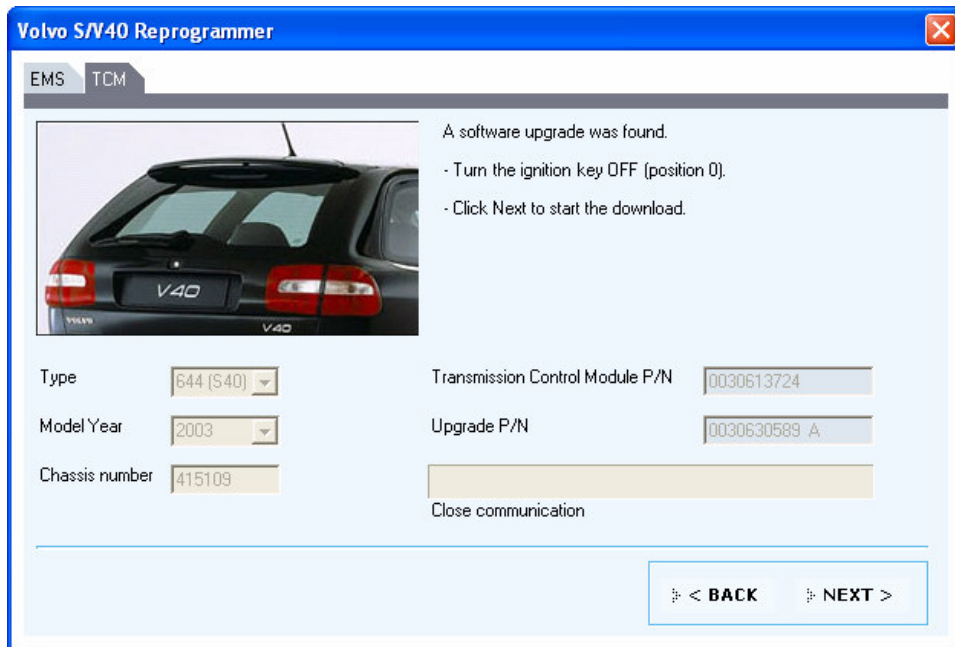 Volvo S/V40 Reprogrammer
EMS TCM
A software upgrade was found.
- Turn the ignition key OFF (position 0).
- Click Next to start the download.
V40
VOLVO
V40
Type 644 (S40) Transmission Control Module P/N 0030613724
Model Year 2003 Upgrade P/N 0030630589 A
Chassis number 415109
Close communication
< BACK NEXT >